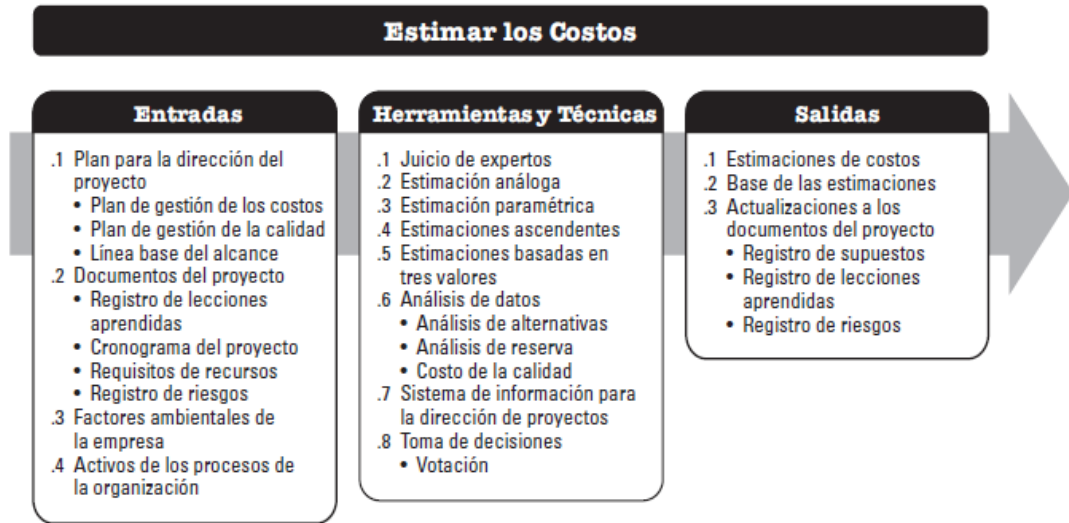 Estimar los Costos
Entradas
.1 Plan para la dirección del
proyecto
• Plan de gestión de los costos
• Plan de gestión de la calidad
• Línea base del alcance
.2 Documentos del proyecto
• Registro de lecciones
aprendidas
• Cronograma del proyecto
• Requisitos de recursos
• Registro de riesgos
.3 Factores ambientales de
la empresa
.4 Activos de los procesos de
la organización
Herramientas y Técnicas
.1 Juicio de expertos
.2 Estimación análoga
.3 Estimación paramétrica
.4 Estimaciones ascendentes
.5 Estimaciones basadas en
tres valores
.6 Análisis de datos
• Análisis de alternativas
• Análisis de reserva
• Costo de la calidad
.7 Sistema de información para
la dirección de proyectos
.8 Toma de decisiones
• Votación
Salidas
.1 Estimaciones de costos
.2 Base de las estimaciones
.3 Actualizaciones a los
documentos del proyecto
• Registro de supuestos
• Registro de lecciones
aprendidas
• Registro de riesgos